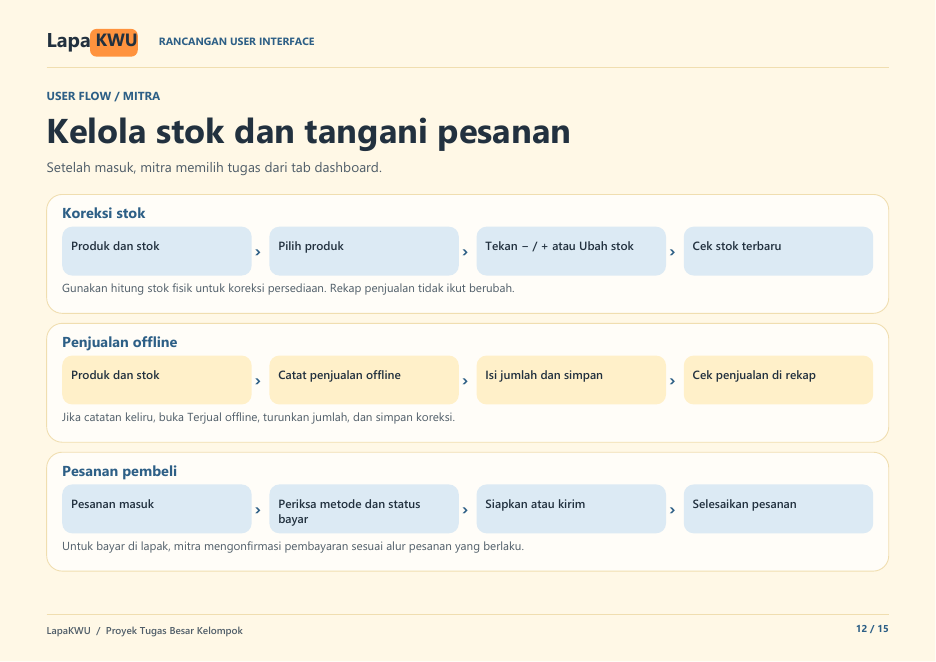 LapaKWU
RANCANGAN USER INTERFACE
USER FLOW / MITRA
Kelola stok dan tangani pesanan
Setelah masuk, mitra memilih tugas dari tab dashboard.
Koreksi stok
Produk dan stok › Pilih produk › Tekan − / + atau Ubah stok › Cek stok terbaru
Gunakan hitung stok fisik untuk koreksi persediaan. Rekap penjualan tidak ikut berubah.
Penjualan offline
Produk dan stok › Catat penjualan offline › Isi jumlah dan simpan › Cek penjualan di rekap
Jika catatan keliru, buka Terjual offline, turunkan jumlah, dan simpan koreksi.
Pesanan pembeli
Pesanan masuk › Periksa metode dan status
bayar › Siapkan atau kirim › Selesaikan pesanan
Untuk bayar di lapak, mitra mengonfirmasi pembayaran sesuai alur pesanan yang berlaku.
LapaKWU / Proyek Tugas Besar Kelompok
12 / 15